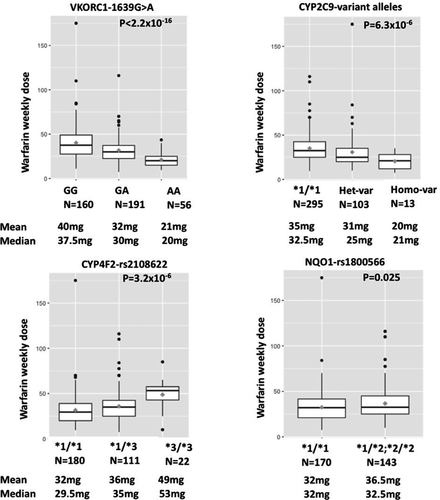 VKORC1-1639G>A
P<2.2x10-16
Warfarin weekly dose
150
100
50
0
GG GA AA
N=160 N=191 N=56
Mean 40mg 32mg 21mg
Median 37.5mg 30mg 20mg
CYP2C9-variant alleles
P=6.3x10-6
Warfarin weekly dose
150
100
50
0
*1/*1 Het-var Homo-var
N=295 N=103 N=13
35mg 31mg 20mg
32.5mg 25mg 21mg
CYP4F2-rs2108622
P=3.2x10-6
Warfarin weekly dose
150
100
50
0
*1/*1 *1/*3 *3/*3
N=180 N=111 N=22
Mean 32mg 36mg 49mg
Median 29.5mg 35mg 53mg
NQO1-rs1800566
P=0.025
Warfarin weekly dose
150
100
50
0
*1/*1 *1/*2;*2/*2
N=170 N=143
32mg 36.5mg
32mg 32.5mg